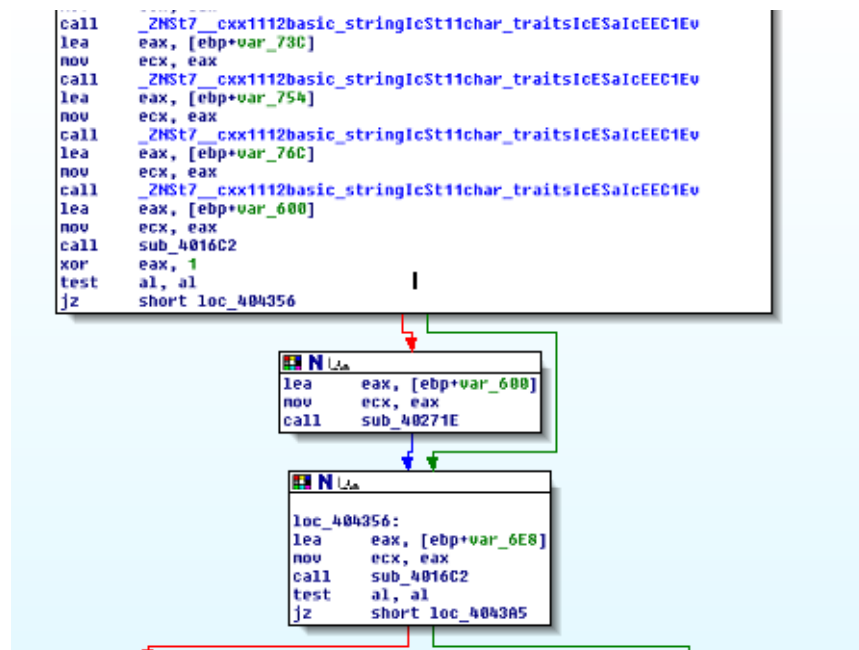 call _ZNSt7__cxx1112basic_stringIcSt11char_traitsIcESaIcEEC1Ev
lea eax, [ebp+var_73C]
mov ecx, eax
call _ZNSt7__cxx1112basic_stringIcSt11char_traitsIcESaIcEEC1Ev
lea eax, [ebp+var_754]
mov ecx, eax
call _ZNSt7__cxx1112basic_stringIcSt11char_traitsIcESaIcEEC1Ev
lea eax, [ebp+var_76C]
mov ecx, eax
call _ZNSt7__cxx1112basic_stringIcSt11char_traitsIcESaIcEEC1Ev
lea eax, [ebp+var_600]
mov ecx, eax
call sub_4016C2
xor eax, 1
test al, al
jz short loc_404356
N
lea eax, [ebp+var_600]
mov ecx, eax
call sub_40271E
N
loc_404356:
lea eax, [ebp+var_6E8]
mov ecx, eax
call sub_4016C2
test al, al
jz short loc_4043A5